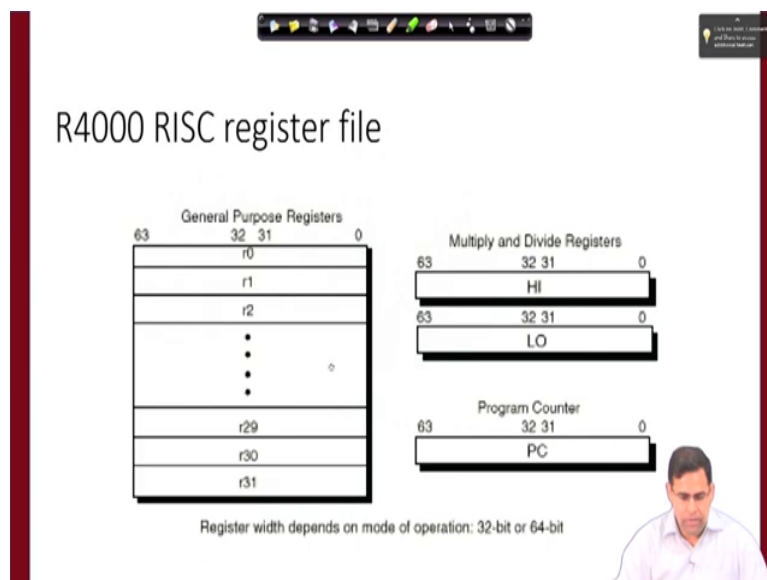 R4000 RISC register file
General Purpose Registers
63 32 31 0
r0
r1
r2
r29
r30
r31
Multiply and Divide Registers
63 32 31 0
HI
63 32 31 0
LO
Program Counter
63 32 31 0
PC
Register width depends on mode of operation: 32-bit or 64-bit